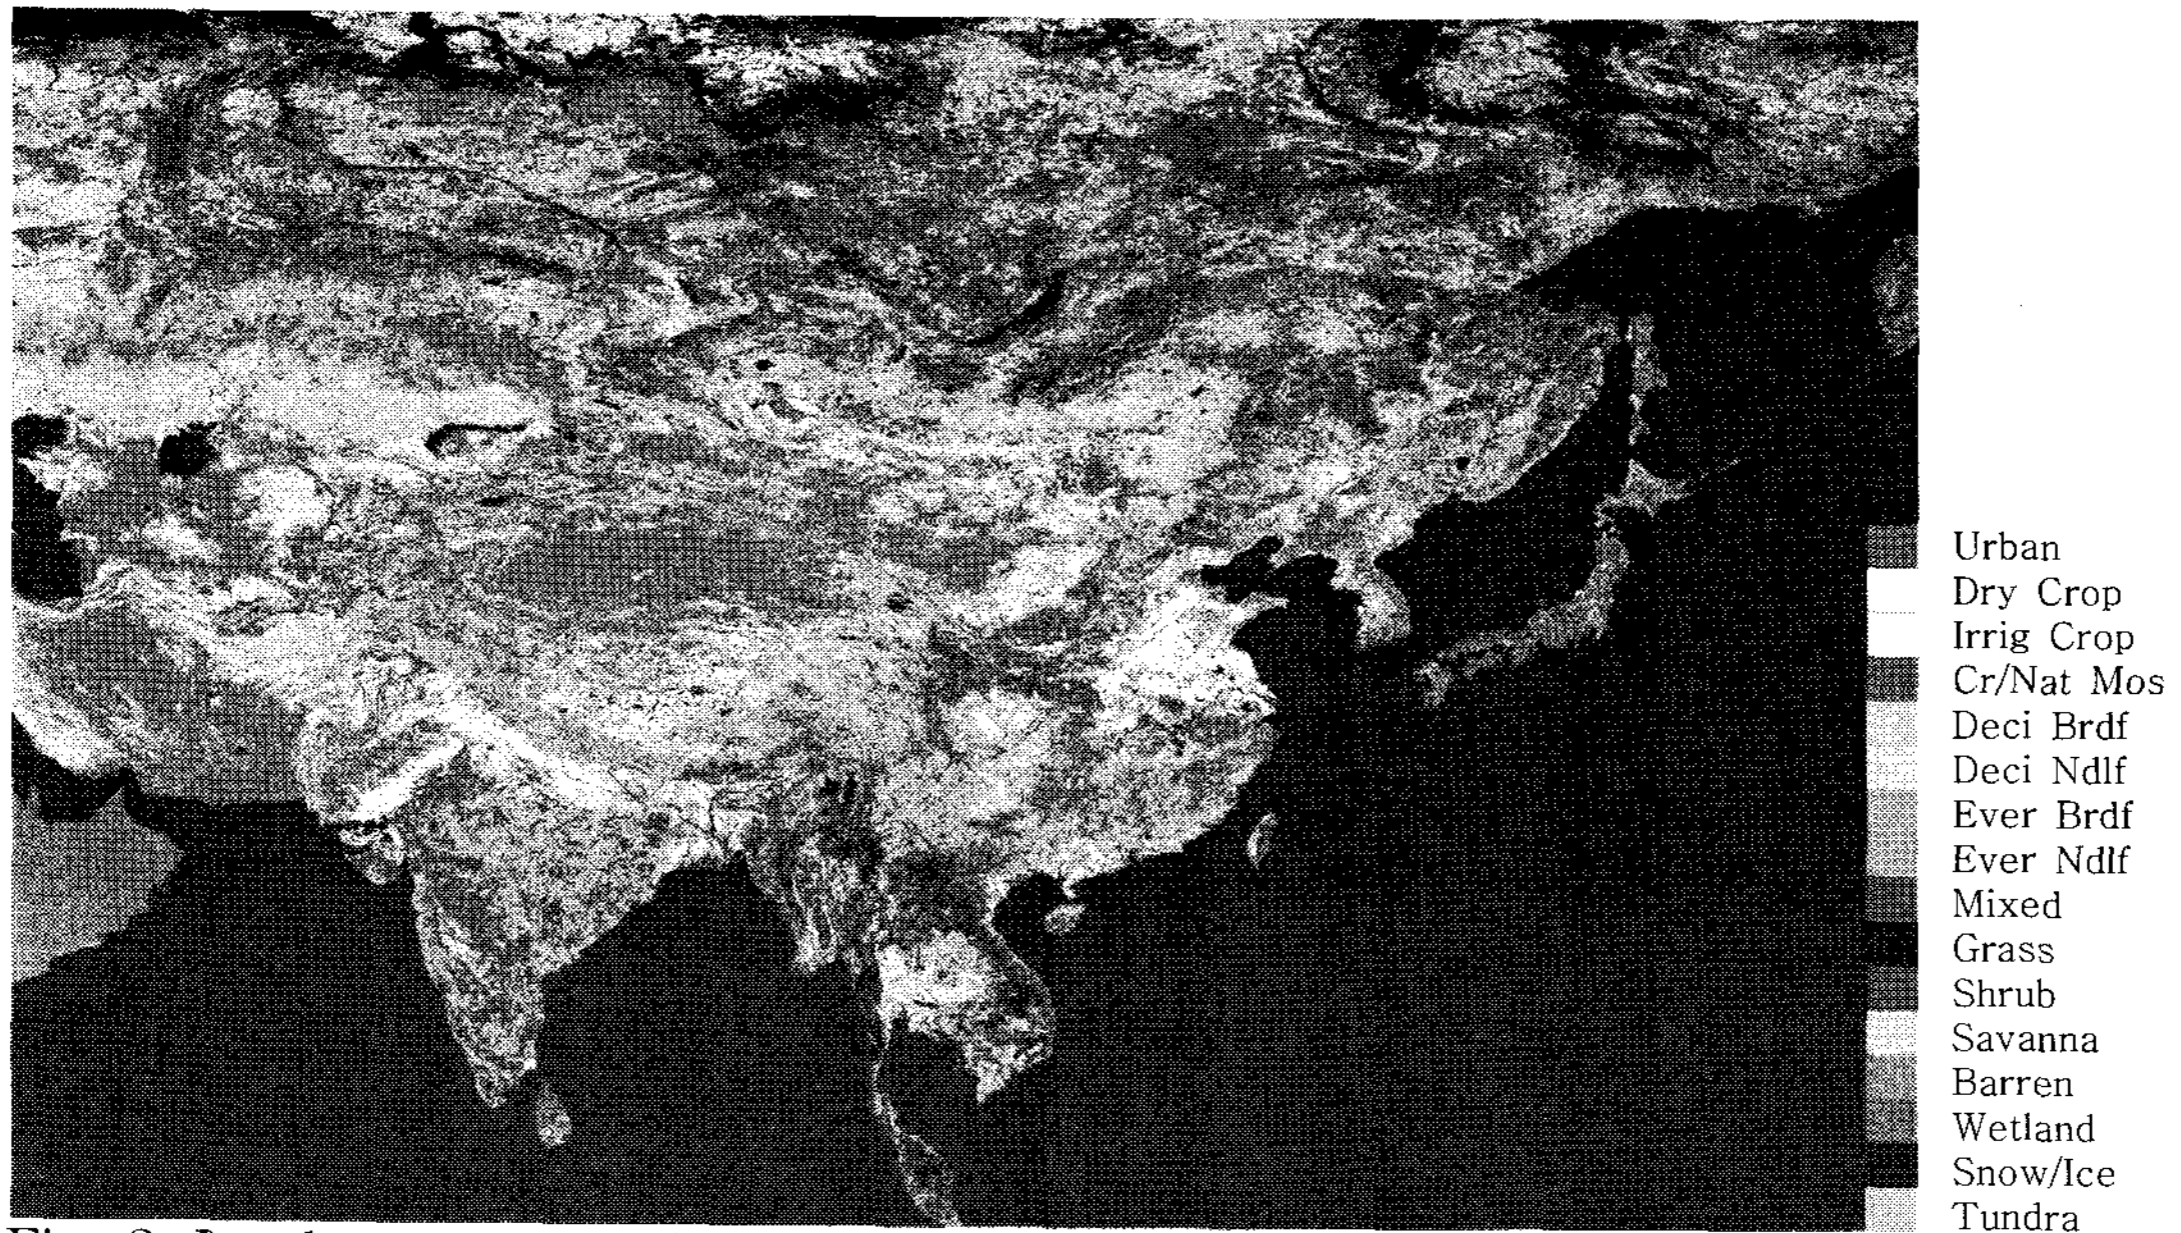 Urban
Dry Crop
Irrig Crop
Cr/Nat Mos
Deci Brdf
Deci Ndlf
Ever Brdf
Ever Ndlf
Mixed
Grass
Shrub
Savanna
Barren
Wetland
Snow/Ice
Tundra